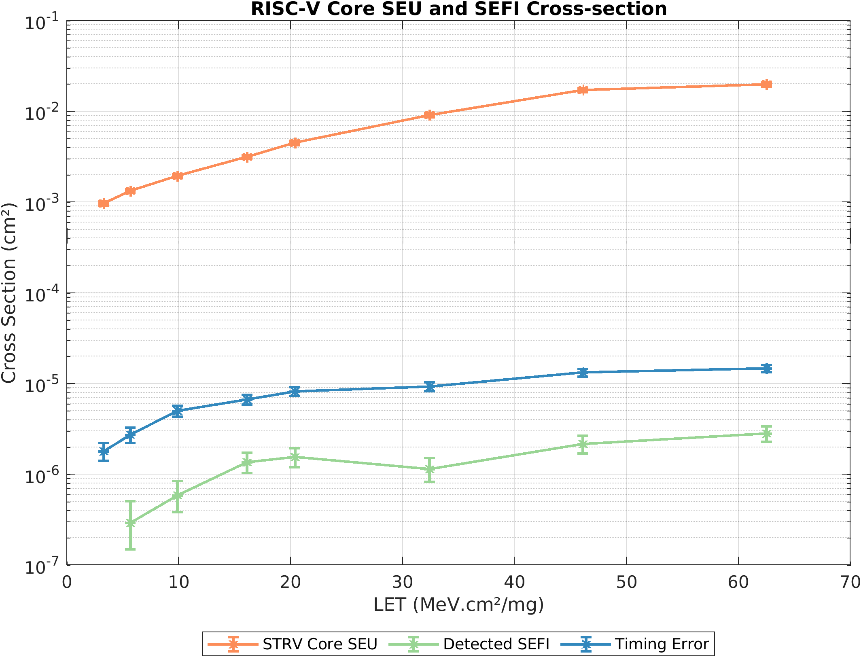 RISC-V Core SEU and SEFI Cross-section
Cross Section (cm²)
10⁻¹
10⁻²
10⁻³
10⁻⁴
10⁻⁵
10⁻⁶
10⁻⁷
0 10 20 30 40 50 60 70
LET (MeV.cm²/mg)
STRV Core SEU Detected SEFI Timing Error